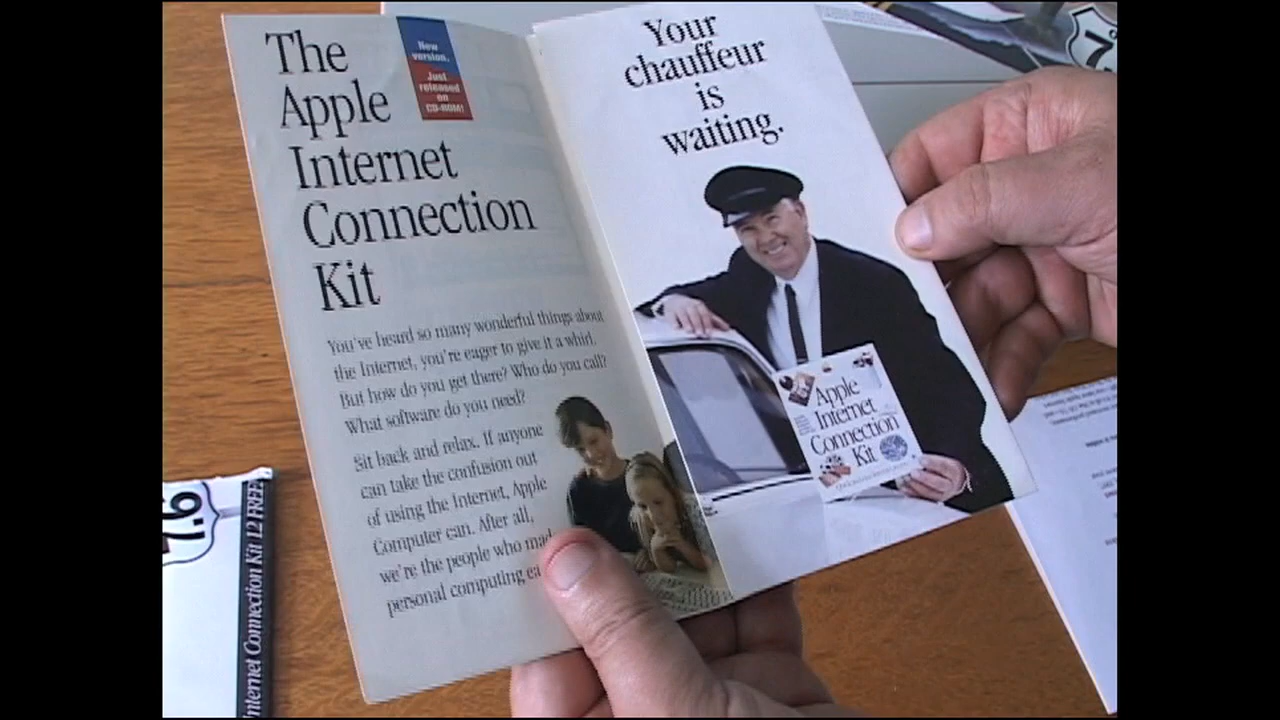 The
Apple
Internet
Connection
Kit
New
version.
Just
released
on
CD-ROM!
You've heard so many wonderful things about
the Internet, you're eager to give it a whirl.
But how do you get there? Who do you call?
What software do you need?
Sit back and relax. If anyone
can take the confusion out
of using the Internet, Apple
Computer can. After all,
we're the people who
personal computing
Your
chauffeur
is
waiting.
Apple
Internet
Connection
Kit
7.6
Internet Connection Kit 1.2 FREE
7